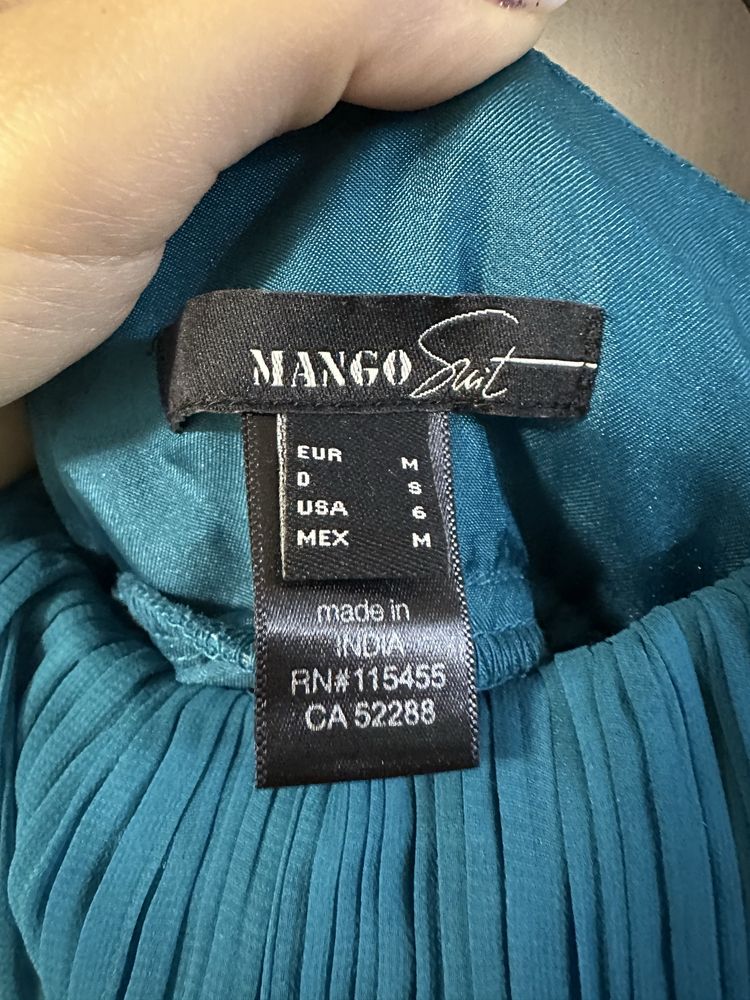 MANGO Suit
EUR M
D S
USA 6
MEX M
made in
INDIA
RN#115455
CA 52288